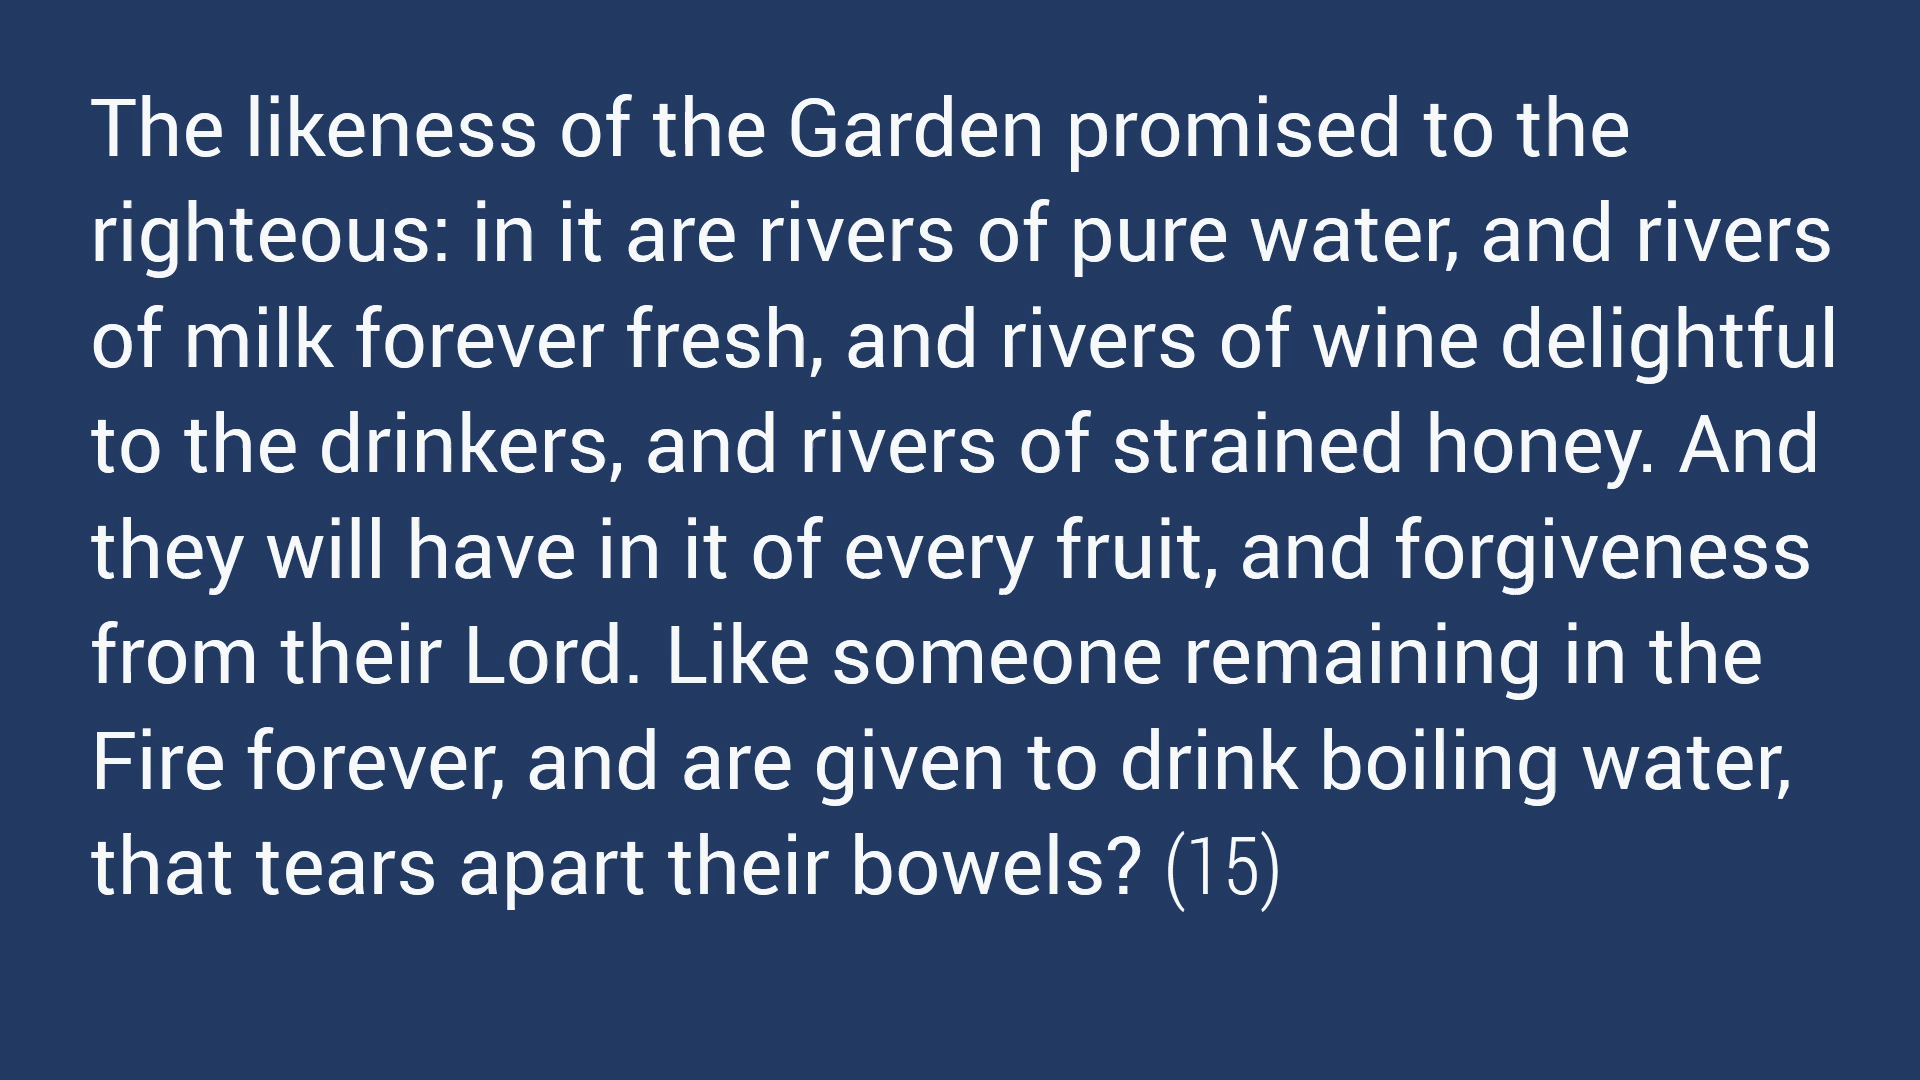 The likeness of the Garden promised to the
righteous: in it are rivers of pure water, and rivers
of milk forever fresh, and rivers of wine delightful
to the drinkers, and rivers of strained honey. And
they will have in it of every fruit, and forgiveness
from their Lord. Like someone remaining in the
Fire forever, and are given to drink boiling water,
that tears apart their bowels? (15)